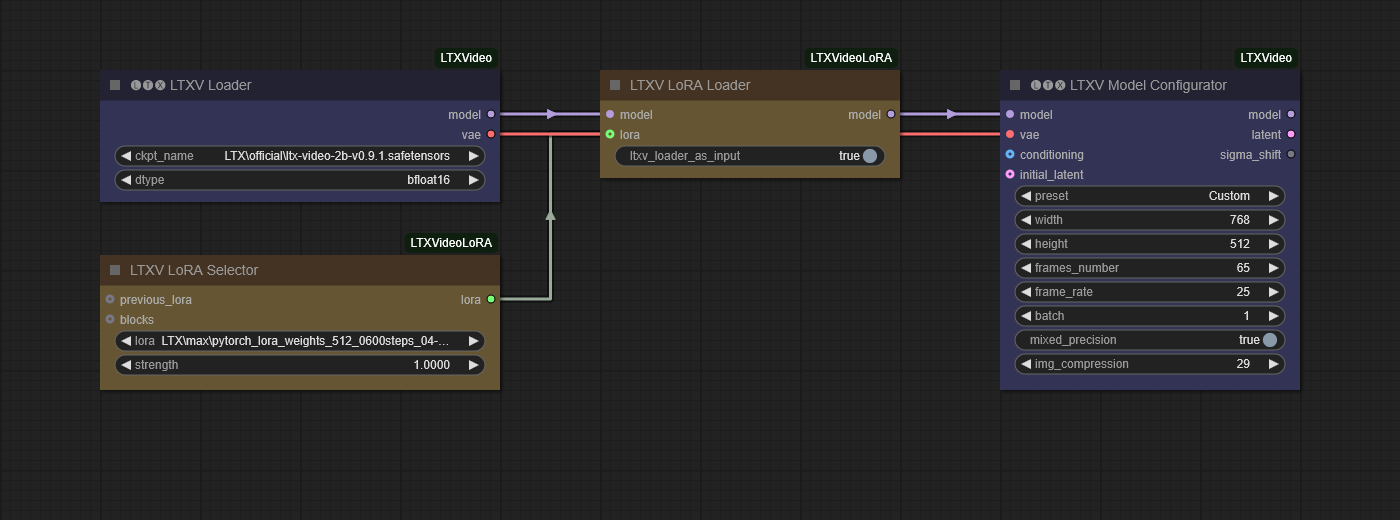 LTXVideo
LTX LTXV Loader
model
vae
ckpt_name LTX\official\ltx-video-2b-v0.9.1.safetensors
dtype bfloat16
LTXVideoLoRA
LTXV LoRA Selector
previous_lora lora
blocks
lora LTX\max\pytorch_lora_weights_512_0600steps_04-...
strength 1.0000
LTXVideoLoRA
LTXV LoRA Loader
model model
lora
ltxv_loader_as_input true
LTXVideo
LTX LTXV Model Configurator
model model
vae latent
conditioning sigma_shift
initial_latent
preset Custom
width 768
height 512
frames_number 65
frame_rate 25
batch 1
mixed_precision true
img_compression 29